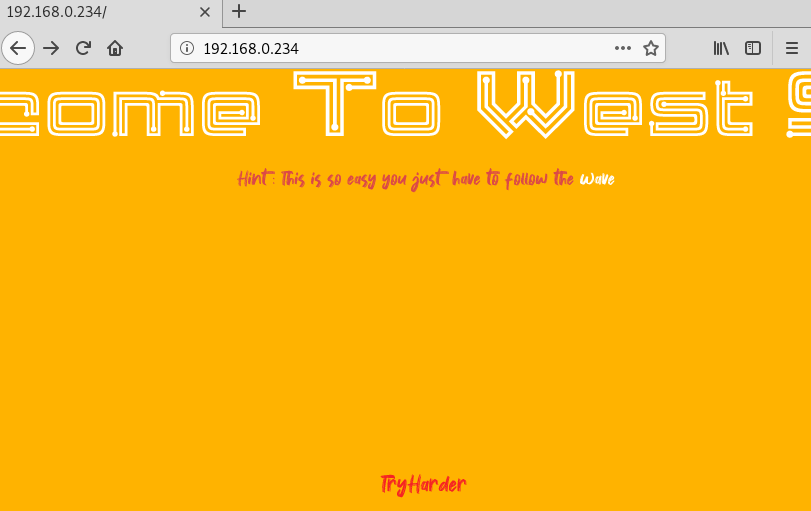 192.168.0.234/
192.168.0.234
come To West S
Hint : This is so easy you just have to follow the wave
TryHarder